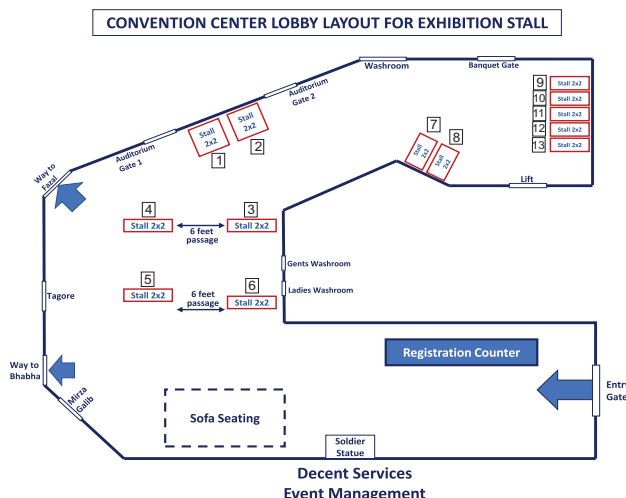 CONVENTION CENTER LOBBY LAYOUT FOR EXHIBITION STALL
Washroom
Banquet Gate
Auditorium
Gate 2
Auditorium
Gate 1
Way to
Fazal
1
Stall
2x2
2
Stall
2x2
7
Stall
2x2
8
Stall
2x2
9
Stall 2x2
10
Stall 2x2
11
Stall 2x2
12
Stall 2x2
13
Stall 2x2
Lift
4
Stall 2x2
6 feet
passage
3
Stall 2x2
Gents Washroom
Ladies Washroom
5
Stall 2x2
6 feet
passage
6
Stall 2x2
Tagore
Way to
Bhabha
Mirza
Galib
Registration Counter
Entry
Gate
Sofa Seating
Soldier
Statue
Decent Services
Event Management